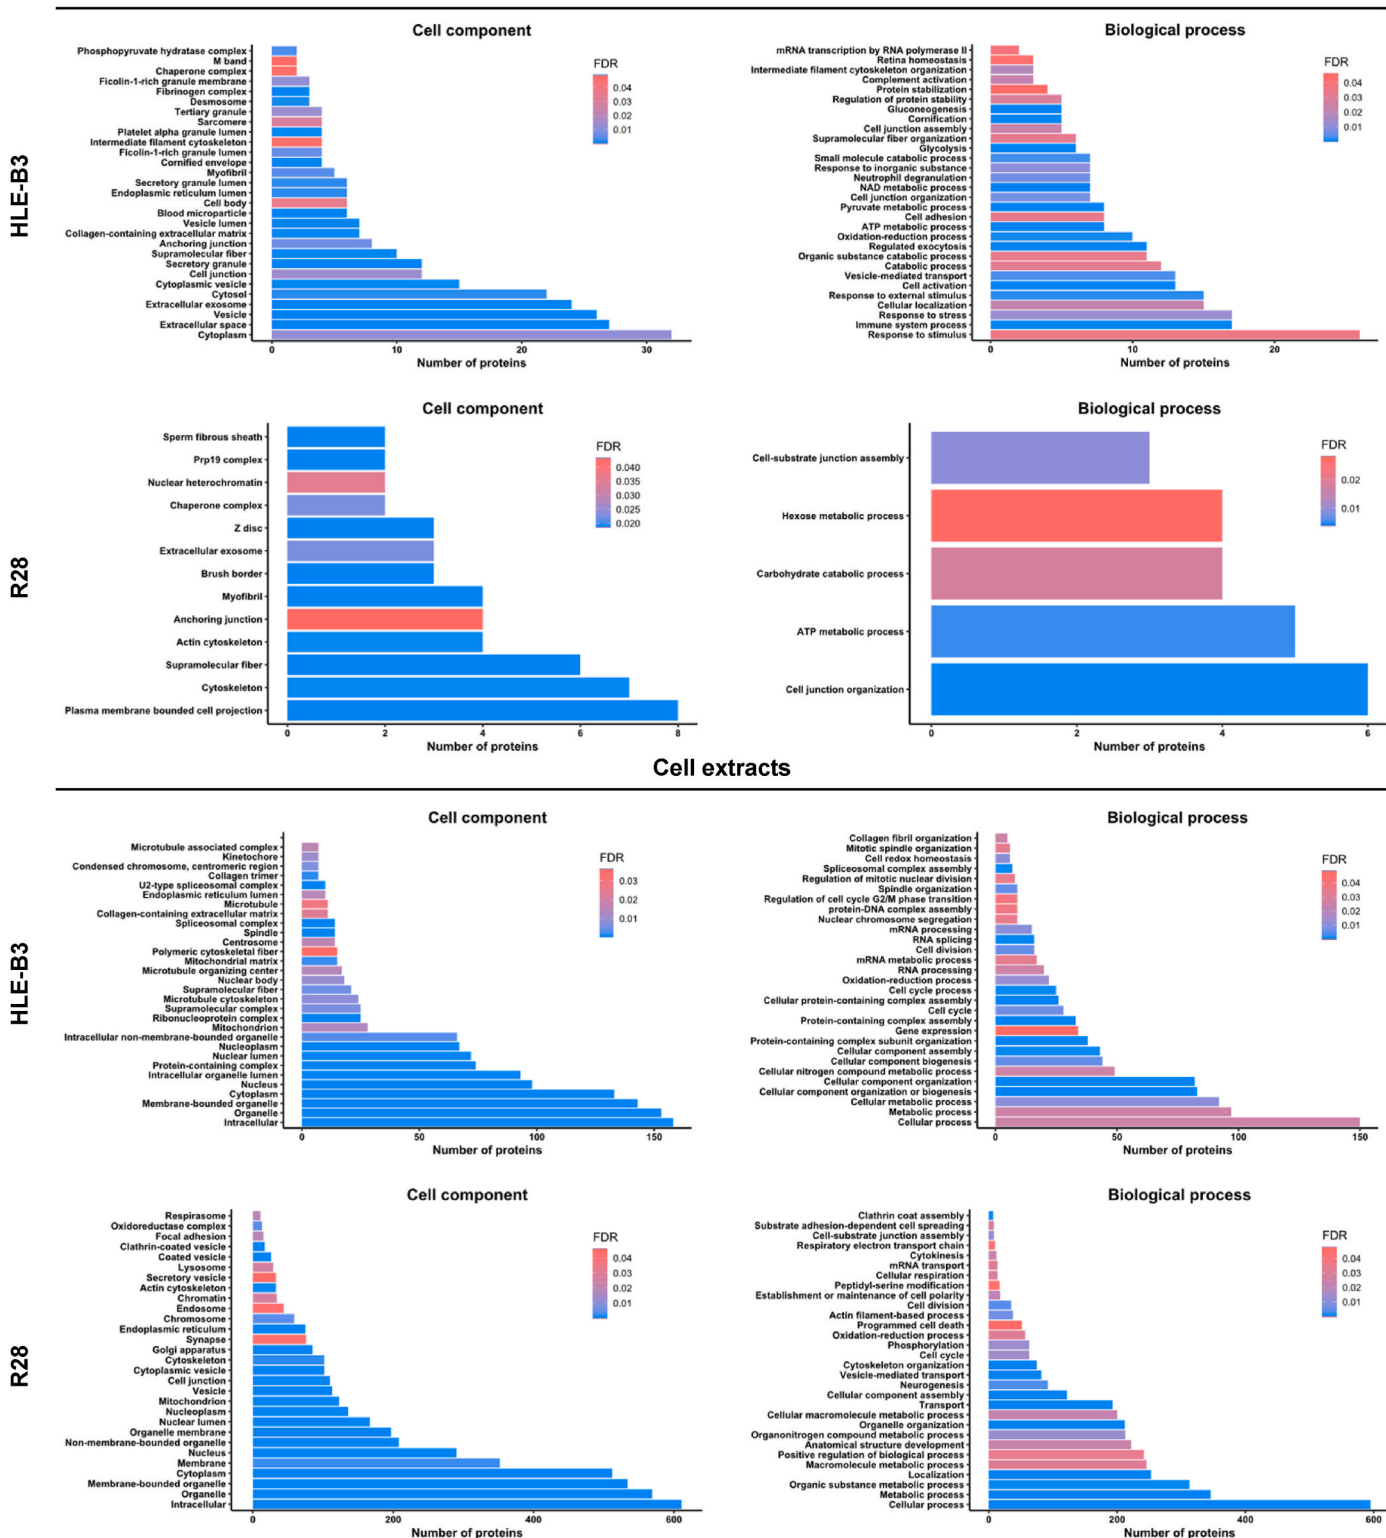 HLE-B3
Cell component
Phosphopyruvate hydratase complex
M band
Chaperone complex
Ficolin-1-rich granule membrane
Fibrinogen complex
Desmosome
Tertiary granule
Sarcomere
Platelet alpha granule lumen
Intermediate filament cytoskeleton
Ficolin-1-rich granule lumen
Cornified envelope
Myofibril
Secretory granule lumen
Endoplasmic reticulum lumen
Cell body
Blood microparticle
Vesicle lumen
Collagen-containing extracellular matrix
Anchoring junction
Supramolecular fiber
Secretory granule
Cell junction
Cytoplasmic vesicle
Cytosol
Extracellular exosome
Vesicle
Extracellular space
Cytoplasm
0 10 20 30
Number of proteins
FDR
0.04
0.03
0.02
0.01
Biological process
mRNA transcription by RNA polymerase II
Retina homeostasis
Intermediate filament cytoskeleton organization
Complement activation
Protein stabilization
Regulation of protein stability
Gluconeogenesis
Cornification
Cell junction assembly
Supramolecular fiber organization
Glycolysis
Small molecule catabolic process
Response to inorganic substance
Neutrophil degranulation
NAD metabolic process
Cell junction organization
Pyruvate metabolic process
Cell adhesion
ATP metabolic process
Oxidation-reduction process
Regulated exocytosis
Organic substance catabolic process
Catabolic process
Vesicle-mediated transport
Cell activation
Response to external stimulus
Cellular localization
Response to stress
Immune system process
Response to stimulus
0 10 20
Number of proteins
FDR
0.04
0.03
0.02
0.01
R28
Cell component
Sperm fibrous sheath
Prp19 complex
Nuclear heterochromatin
Chaperone complex
Z disc
Extracellular exosome
Brush border
Myofibril
Anchoring junction
Actin cytoskeleton
Supramolecular fiber
Cytoskeleton
Plasma membrane bounded cell projection
0 2 4 6 8
Number of proteins
FDR
0.040
0.035
0.030
0.025
0.020
Biological process
Cell-substrate junction assembly
Hexose metabolic process
Carbohydrate catabolic process
ATP metabolic process
Cell junction organization
0 2 4 6
Number of proteins
FDR
0.02
0.01
Cell extracts
HLE-B3
Cell component
Microtubule associated complex
Kinetochore
Condensed chromosome, centromeric region
Collagen trimer
U2-type spliceosomal complex
Endoplasmic reticulum lumen
Microtubule
Collagen-containing extracellular matrix
Spliceosomal complex
Spindle
Centrosome
Polymeric cytoskeletal fiber
Mitochondrial matrix
Microtubule organizing center
Nuclear body
Supramolecular fiber
Microtubule cytoskeleton
Supramolecular complex
Ribonucleoprotein complex
Mitochondrion
Intracellular non-membrane-bounded organelle
Nucleoplasm
Nuclear lumen
Protein-containing complex
Intracellular organelle lumen
Nucleus
Cytoplasm
Membrane-bounded organelle
Organelle
Intracellular
0 50 100 150
Number of proteins
FDR
0.03
0.02
0.01
Biological process
Collagen fibril organization
Mitotic spindle organization
Cell redox homeostasis
Spliceosomal complex assembly
Regulation of mitotic nuclear division
Spindle organization
Regulation of cell cycle G2/M phase transition
protein-DNA complex assembly
Nuclear chromosome segregation
mRNA processing
RNA splicing
Cell division
mRNA metabolic process
RNA processing
Oxidation-reduction process
Cell cycle process
Cellular protein-containing complex assembly
Cell cycle
Protein-containing complex assembly
Gene expression
Protein-containing complex subunit organization
Cellular component assembly
Cellular component biogenesis
Cellular nitrogen compound metabolic process
Cellular component organization
Cellular component organization or biogenesis
Cellular metabolic process
Metabolic process
Cellular process
0 50 100 150
Number of proteins
FDR
0.04
0.03
0.02
0.01
R28
Cell component
Respirasome
Oxidoreductase complex
Focal adhesion
Clathrin-coated vesicle
Coated vesicle
Lysosome
Secretory vesicle
Actin cytoskeleton
Chromatin
Endosome
Chromosome
Endoplasmic reticulum
Synapse
Golgi apparatus
Cytoskeleton
Cytoplasmic vesicle
Cell junction
Vesicle
Mitochondrion
Nucleoplasm
Nuclear lumen
Organelle membrane
Non-membrane-bounded organelle
Nucleus
Membrane
Cytoplasm
Membrane-bounded organelle
Organelle
Intracellular
0 200 400 600
Number of proteins
FDR
0.04
0.03
0.02
0.01
Biological process
Clathrin coat assembly
Substrate adhesion-dependent cell spreading
Cell-substrate junction assembly
Respiratory electron transport chain
Cytokinesis
mRNA transport
Cellular respiration
Peptidyl-serine modification
Establishment or maintenance of cell polarity
Cell division
Actin filament-based process
Programmed cell death
Oxidation-reduction process
Phosphorylation
Cell cycle
Cytoskeleton organization
Vesicle-mediated transport
Neurogenesis
Cellular component assembly
Transport
Cellular macromolecule metabolic process
Organelle organization
Organonitrogen compound metabolic process
Anatomical structure development
Positive regulation of biological process
Macromolecule metabolic process
Localization
Organic substance metabolic process
Metabolic process
Cellular process
0 200 400 600
Number of proteins
FDR
0.04
0.03
0.02
0.01